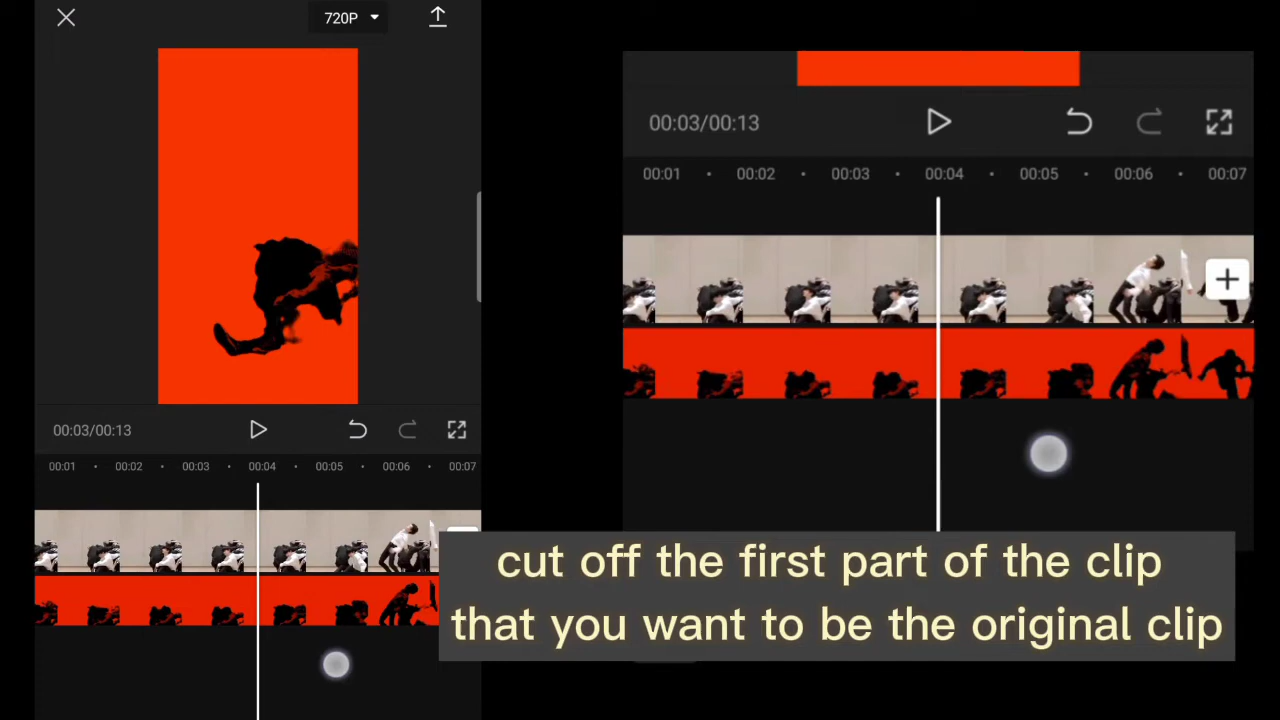 720P
00:03/00:13
00:01 00:02 00:03 00:04 00:05 00:06 00:07
00:03/00:13
00:01 00:02 00:03 00:04 00:05 00:06 00:07
cut off the first part of the clip
that you want to be the original clip